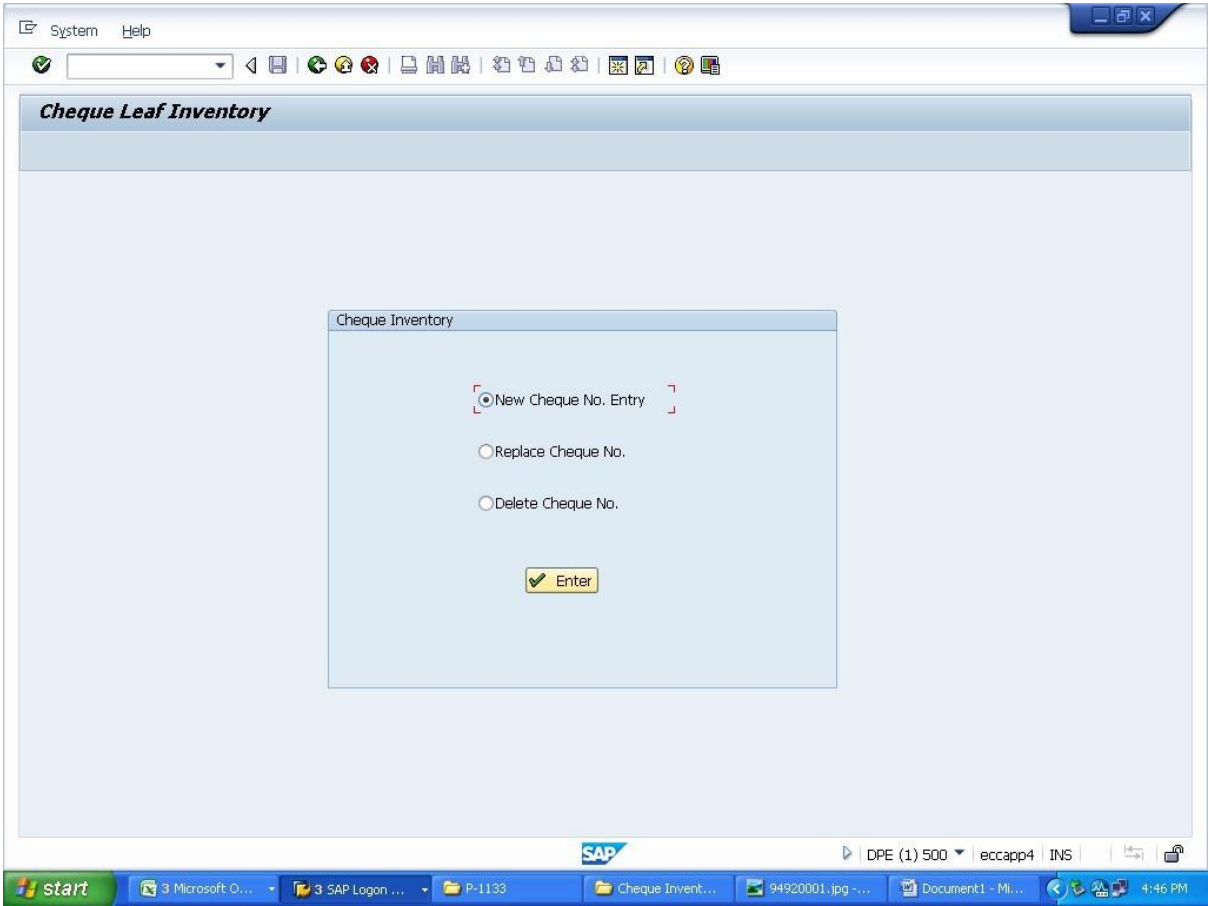 System Help
Cheque Leaf Inventory
Cheque Inventory
New Cheque No. Entry
Replace Cheque No.
Delete Cheque No.
Enter
SAP
DPE (1) 500 eccapp4 INS
start 3 Microsoft O... 3 SAP Logon ... P-1133 Cheque Invent... 94920001.jpg -... Document1 - Mi... 4:46 PM